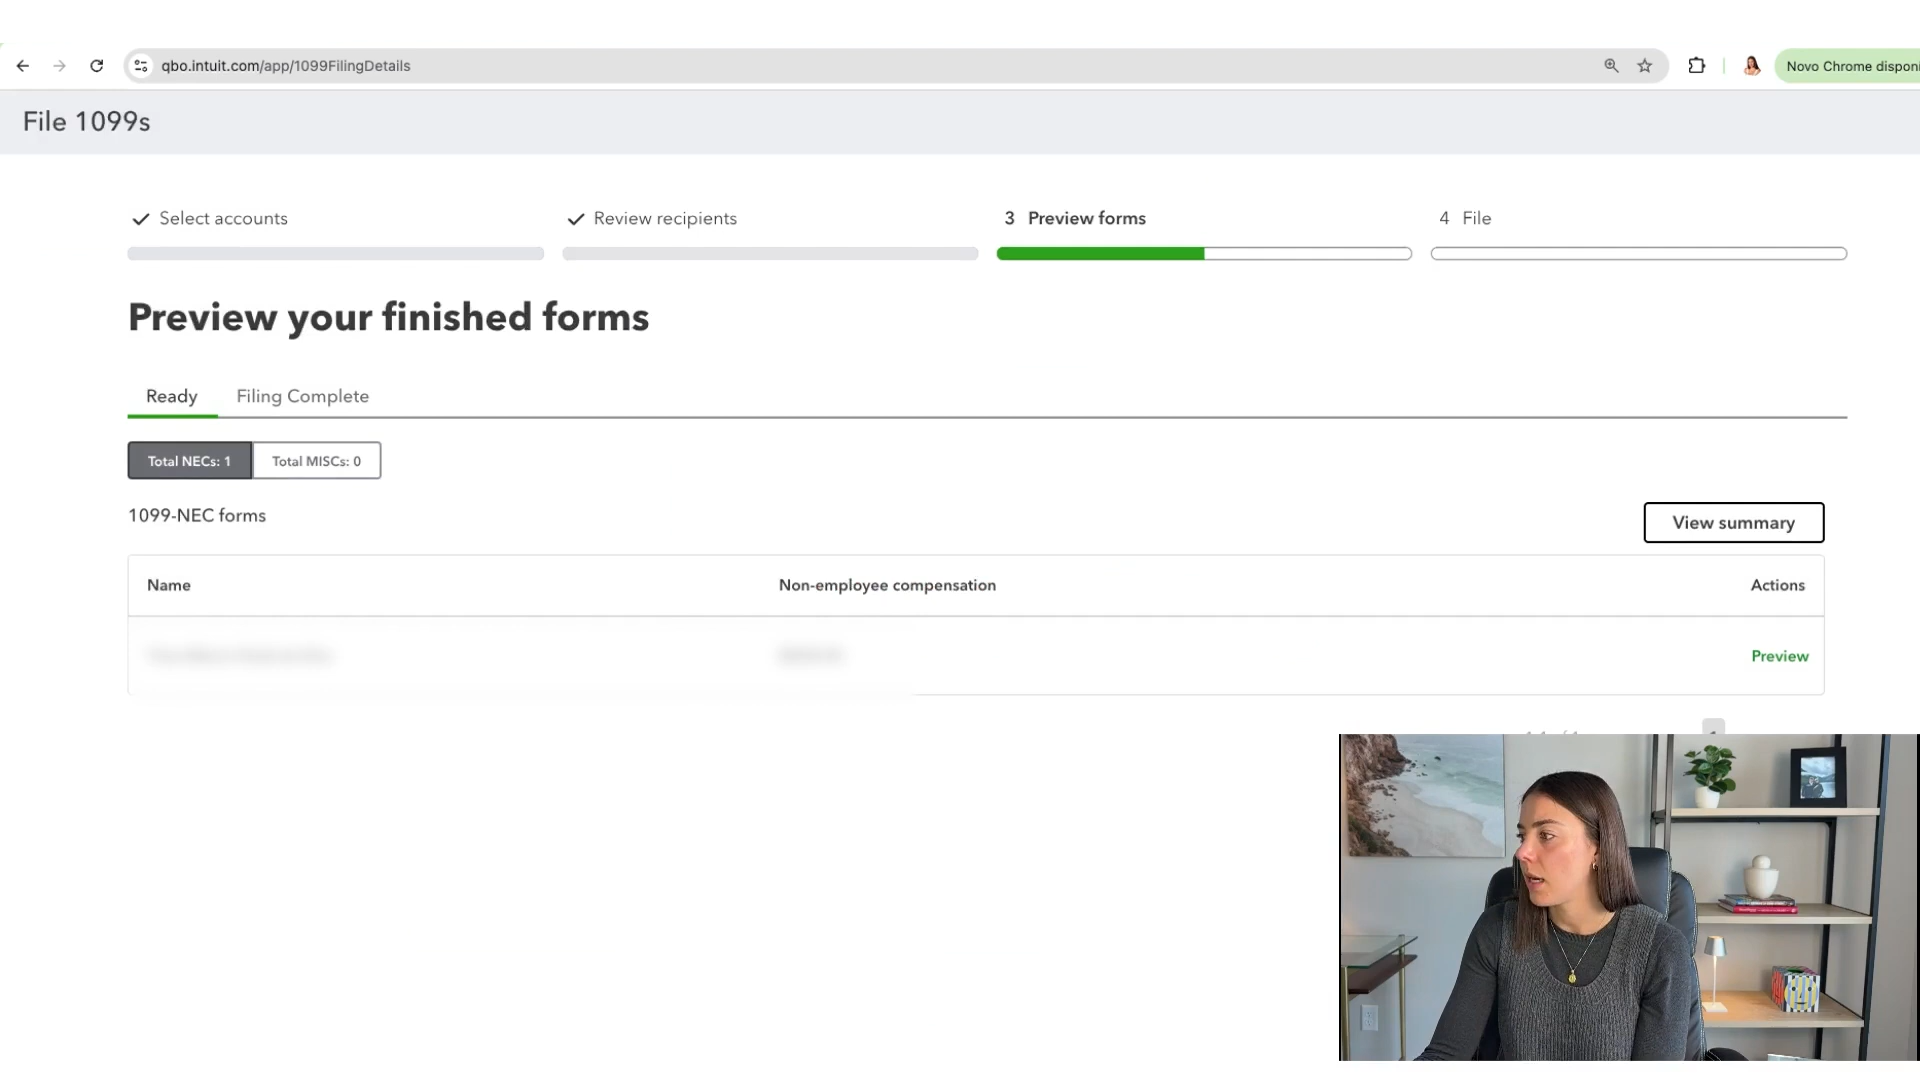 qbo.intuit.com/app/1099FilingDetails
Novo Chrome disponí
File 1099s
Select accounts
Review recipients
3 Preview forms
4 File
Preview your finished forms
Ready
Filing Complete
Total NECs: 1
Total MISCs: 0
1099-NEC forms
View summary
Name
Non-employee compensation
Actions
Preview